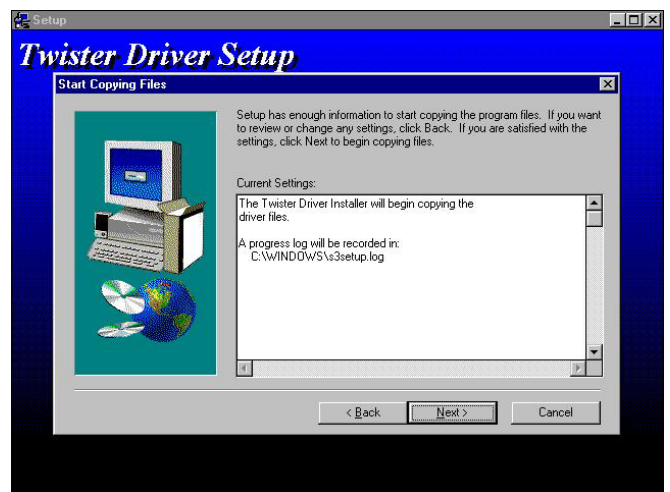 Setup
Twister Driver Setup
Start Copying Files
Setup has enough information to start copying the program files. If you want
to review or change any settings, click Back. If you are satisfied with the
settings, click Next to begin copying files.
Current Settings:
The Twister Driver Installer will begin copying the
driver files.
A progress log will be recorded in:
C:\WINDOWS\s3setup.log
< Back
Next >
Cancel